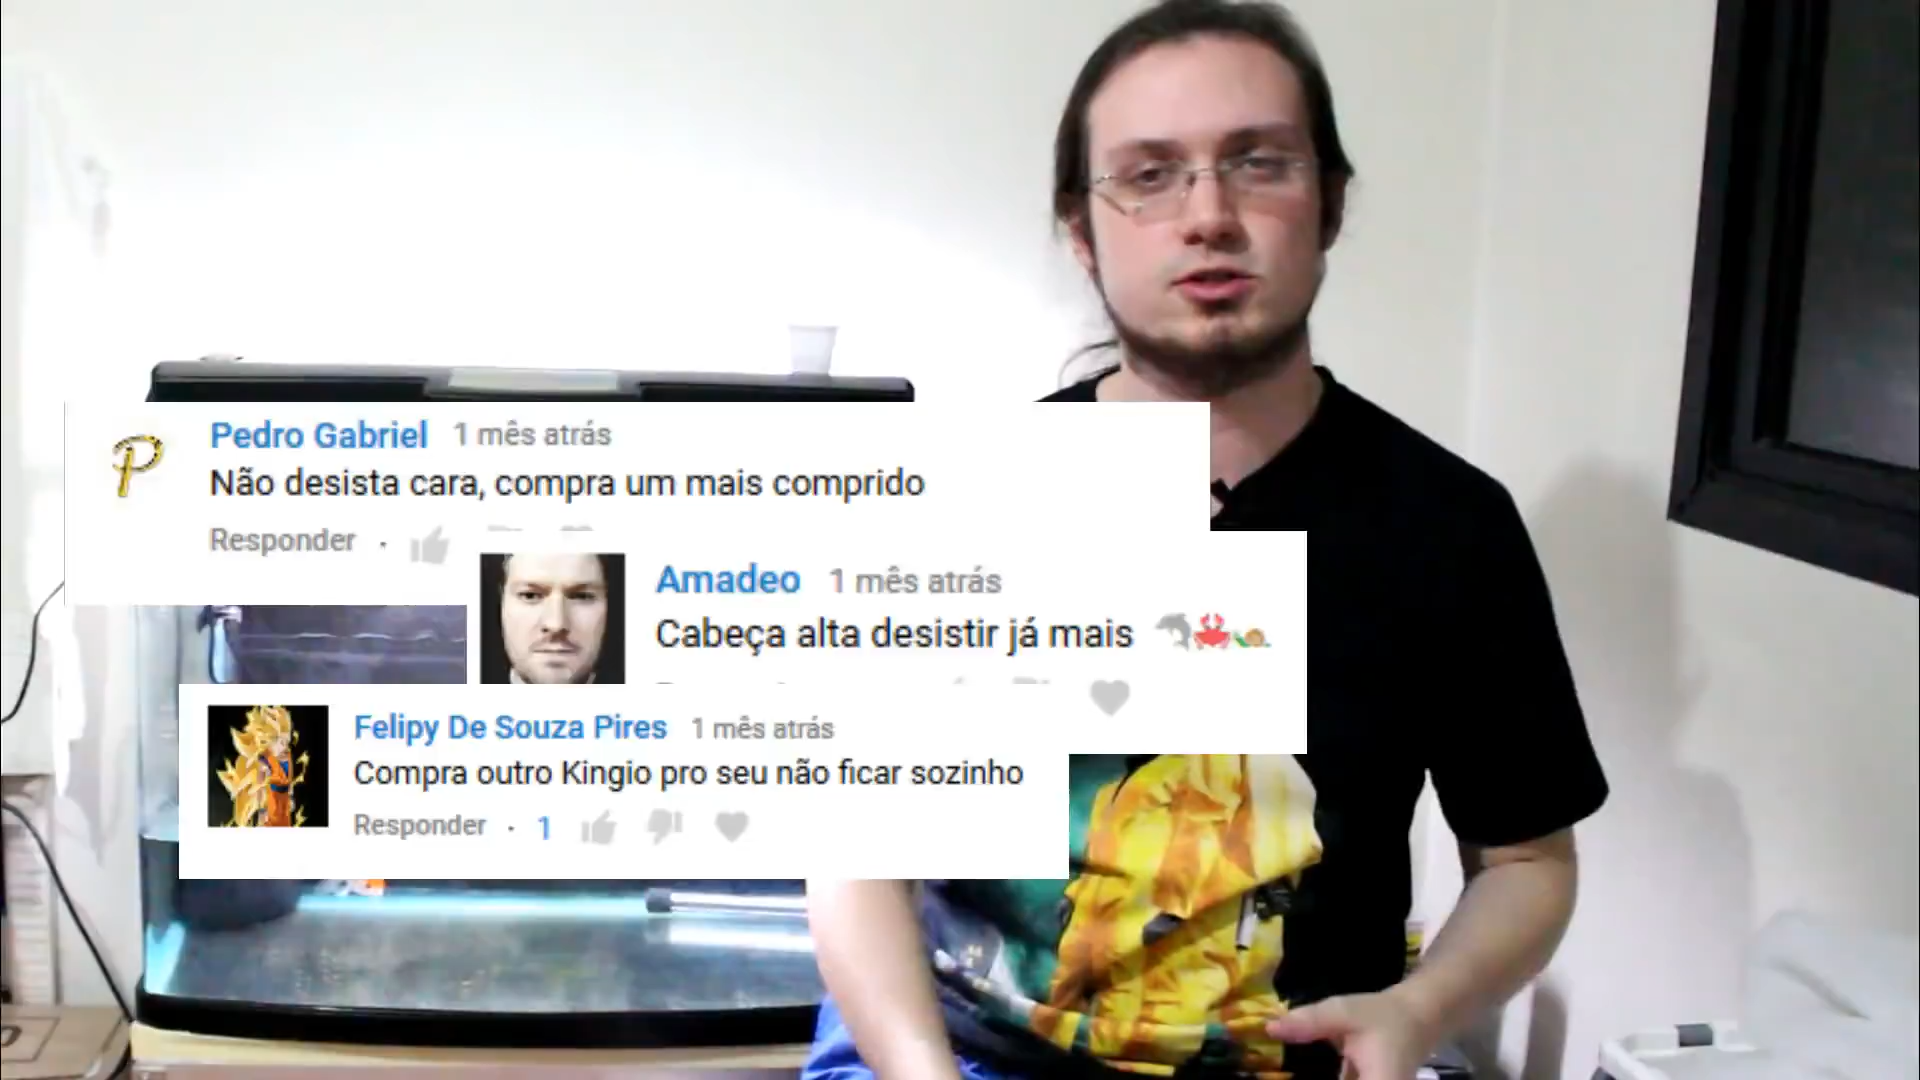 Pedro Gabriel 1 mês atrás
Não desista cara, compra um mais comprido
Responder
Amadeo 1 mês atrás
Cabeça alta desistir já mais
Felipy De Souza Pires 1 mês atrás
Compra outro Kingio pro seu não ficar sozinho
Responder · 1